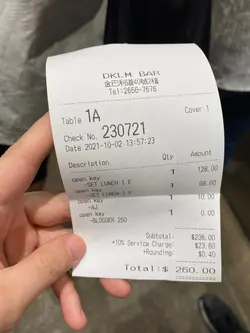 DKLM BAR
Tel:2656-7676
Table 1A Cover 1
Check No. 230721
Date 2021-10-02 13:57:23
Description Qty Amount
open key 1 128.00
-SET LUNCH
open key 1 98.00
-SET LUNCH
open key 1 10.00
open key 1 0.00
-BLOGGER 250
Subtotal: $236.00
+10% Service Charge: $23.60
+Rounding: $0.40
Total:$ 260.00